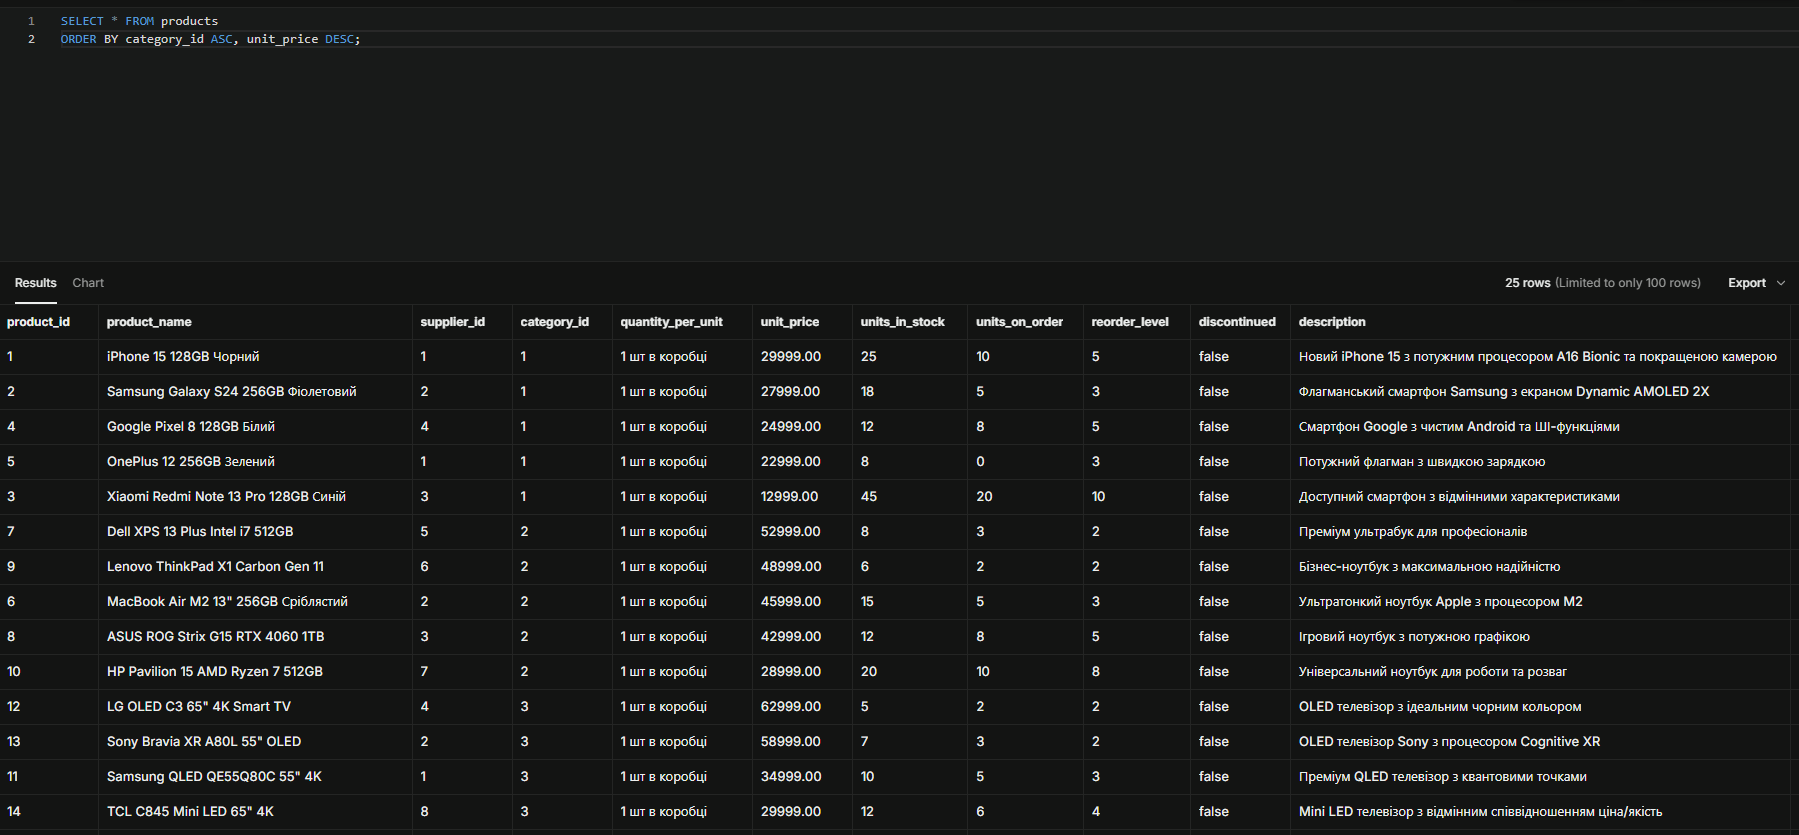 1 SELECT * FROM products
2 ORDER BY category_id ASC, unit_price DESC;
Results Chart 25 rows (Limited to only 100 rows) Export
product_id product_name supplier_id category_id quantity_per_unit unit_price units_in_stock units_on_order reorder_level discontinued description
1 iPhone 15 128GB Чорний 1 1 1 шт в коробці 29999.00 25 10 5 false Новий iPhone 15 з потужним процесором A16 Bionic та покращеною камерою
2 Samsung Galaxy S24 256GB Фіолетовий 2 1 1 шт в коробці 27999.00 18 5 3 false Флагманський смартфон Samsung з екраном Dynamic AMOLED 2X
4 Google Pixel 8 128GB Білий 4 1 1 шт в коробці 24999.00 12 8 5 false Смартфон Google з чистим Android та ШІ-функціями
5 OnePlus 12 256GB Зелений 1 1 1 шт в коробці 22999.00 8 0 3 false Потужний флагман з швидкою зарядкою
3 Xiaomi Redmi Note 13 Pro 128GB Синій 3 1 1 шт в коробці 12999.00 45 20 10 false Доступний смартфон з відмінними характеристиками
7 Dell XPS 13 Plus Intel i7 512GB 5 2 1 шт в коробці 52999.00 8 3 2 false Преміум ультрабук для професіоналів
9 Lenovo ThinkPad X1 Carbon Gen 11 6 2 1 шт в коробці 48999.00 6 2 2 false Бізнес-ноутбук з максимальною надійністю
6 MacBook Air M2 13" 256GB Сріблястий 2 2 1 шт в коробці 45999.00 15 5 3 false Ультратонкий ноутбук Apple з процесором M2
8 ASUS ROG Strix G15 RTX 4060 1TB 3 2 1 шт в коробці 42999.00 12 8 5 false Ігровий ноутбук з потужною графікою
10 HP Pavilion 15 AMD Ryzen 7 512GB 7 2 1 шт в коробці 28999.00 20 10 8 false Універсальний ноутбук для роботи та розваг
12 LG OLED C3 65" 4K Smart TV 4 3 1 шт в коробці 62999.00 5 2 2 false OLED телевізор з ідеальним чорним кольором
13 Sony Bravia XR A80L 55" OLED 2 3 1 шт в коробці 58999.00 7 3 2 false OLED телевізор Sony з процесором Cognitive XR
11 Samsung QLED QE55Q80C 55" 4K 1 3 1 шт в коробці 34999.00 10 5 3 false Преміум QLED телевізор з квантовими точками
14 TCL C845 Mini LED 65" 4K 8 3 1 шт в коробці 29999.00 12 6 4 false Mini LED телевізор з відмінним співвідношенням ціна/якість